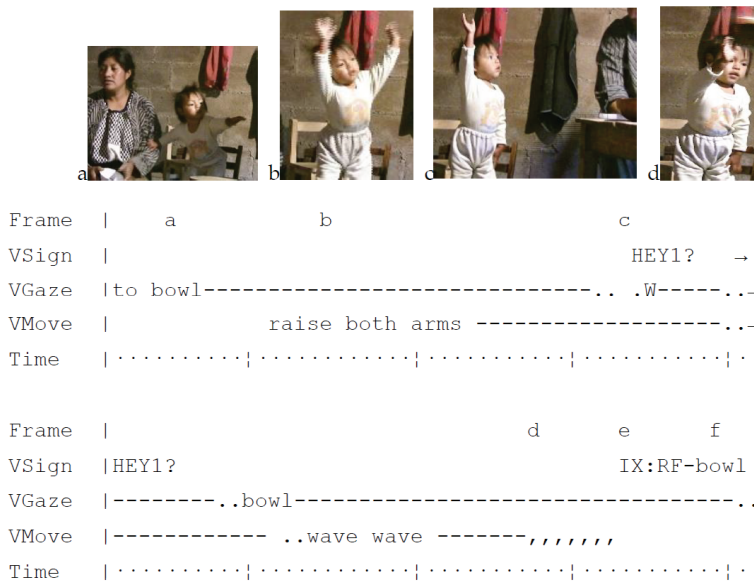 a b c d
Frame | a b c
VSign | HEY1? →
VGaze |to bowl------------------------------.. .W-----..→
VMove | raise both arms -------------------..→
Time |··········¦············¦···········¦···········¦·
Frame | d e f
VSign |HEY1? IX:RF-bowl
VGaze |--------..bowl----------------------------------..
VMove |------------ ..wave wave -------,,,,,,,
Time |··········¦············¦···········¦···········¦·